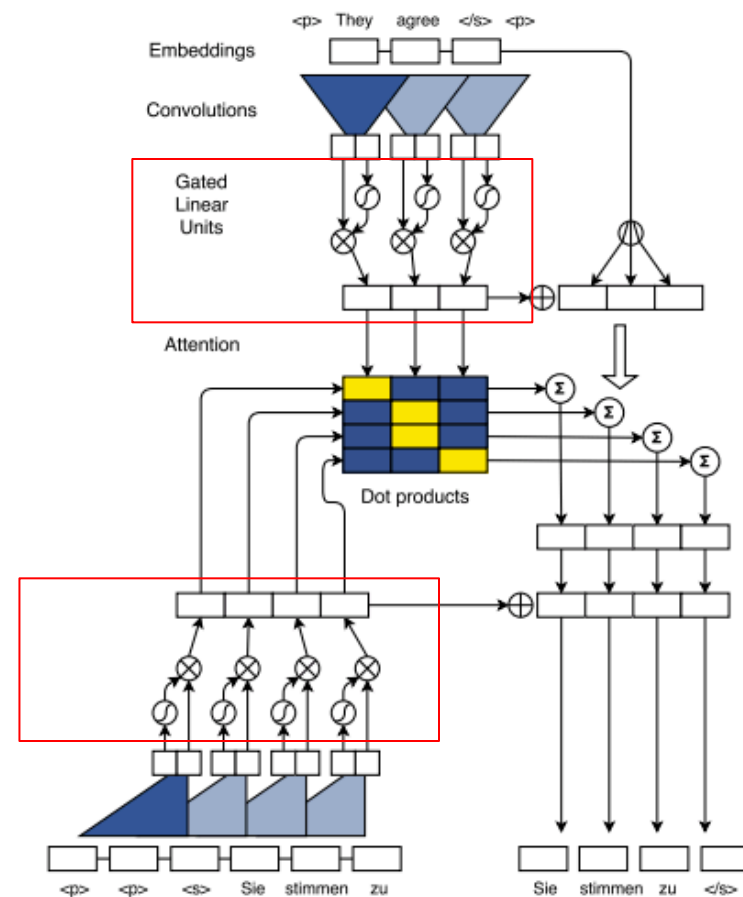 <p> They agree </s> <p>
Embeddings
Convolutions
Gated
Linear
Units
Attention
Σ
Σ
Σ
Σ
Dot products
<p> <p> <s> Sie stimmen zu
Sie stimmen zu </s>